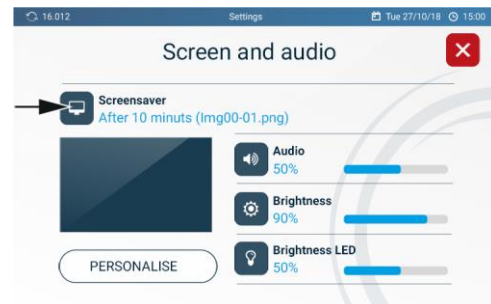 16.012 Settings Tue 27/10/18 15:00
Screen and audio
Screensaver
After 10 minuts (Img00-01.png)
Audio
50%
Brightness
90%
Brightness LED
50%
PERSONALISE